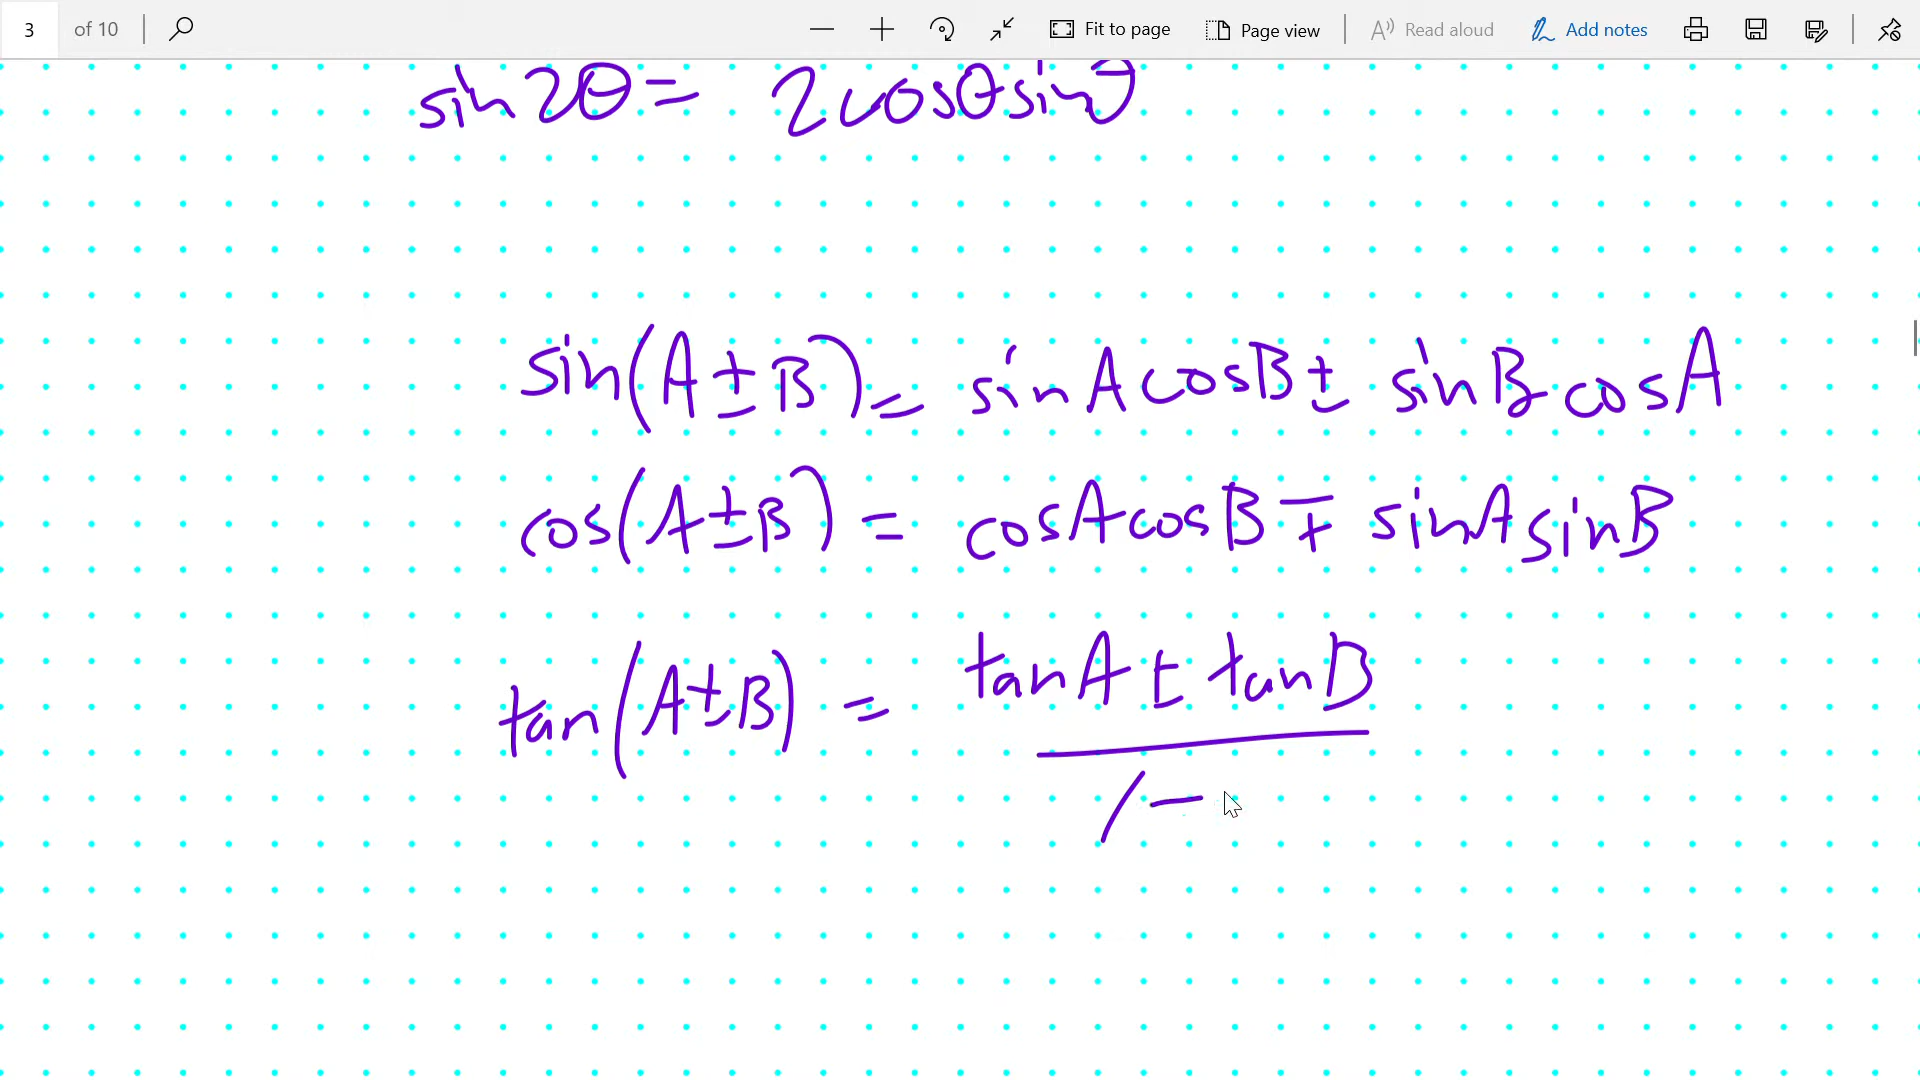 3 of 10 Fit to page Page view Read aloud Add notes
sin2θ = 2cosθsinθ
sin(A±B) = sinAcosB ± sinBcosA
cos(A±B) = cosAcosB ∓ sinAsinB
tan(A±B) = tanA ± tanB
1 −